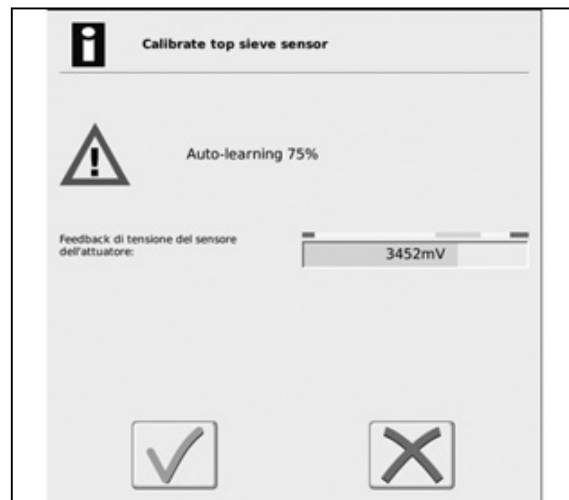 Calibrate top sieve sensor
Auto-learning 75%
Feedback di tensione del sensore
dell'attuatore:
3452mV